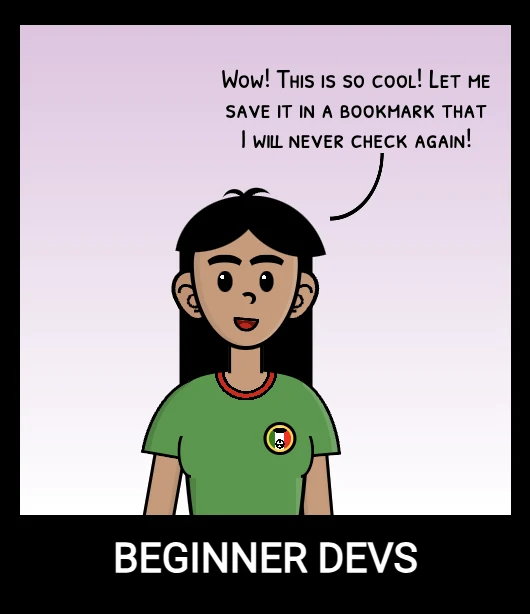 Wow! This is so cool! Let me
save it in a bookmark that
I will never check again!
BEGINNER DEVS